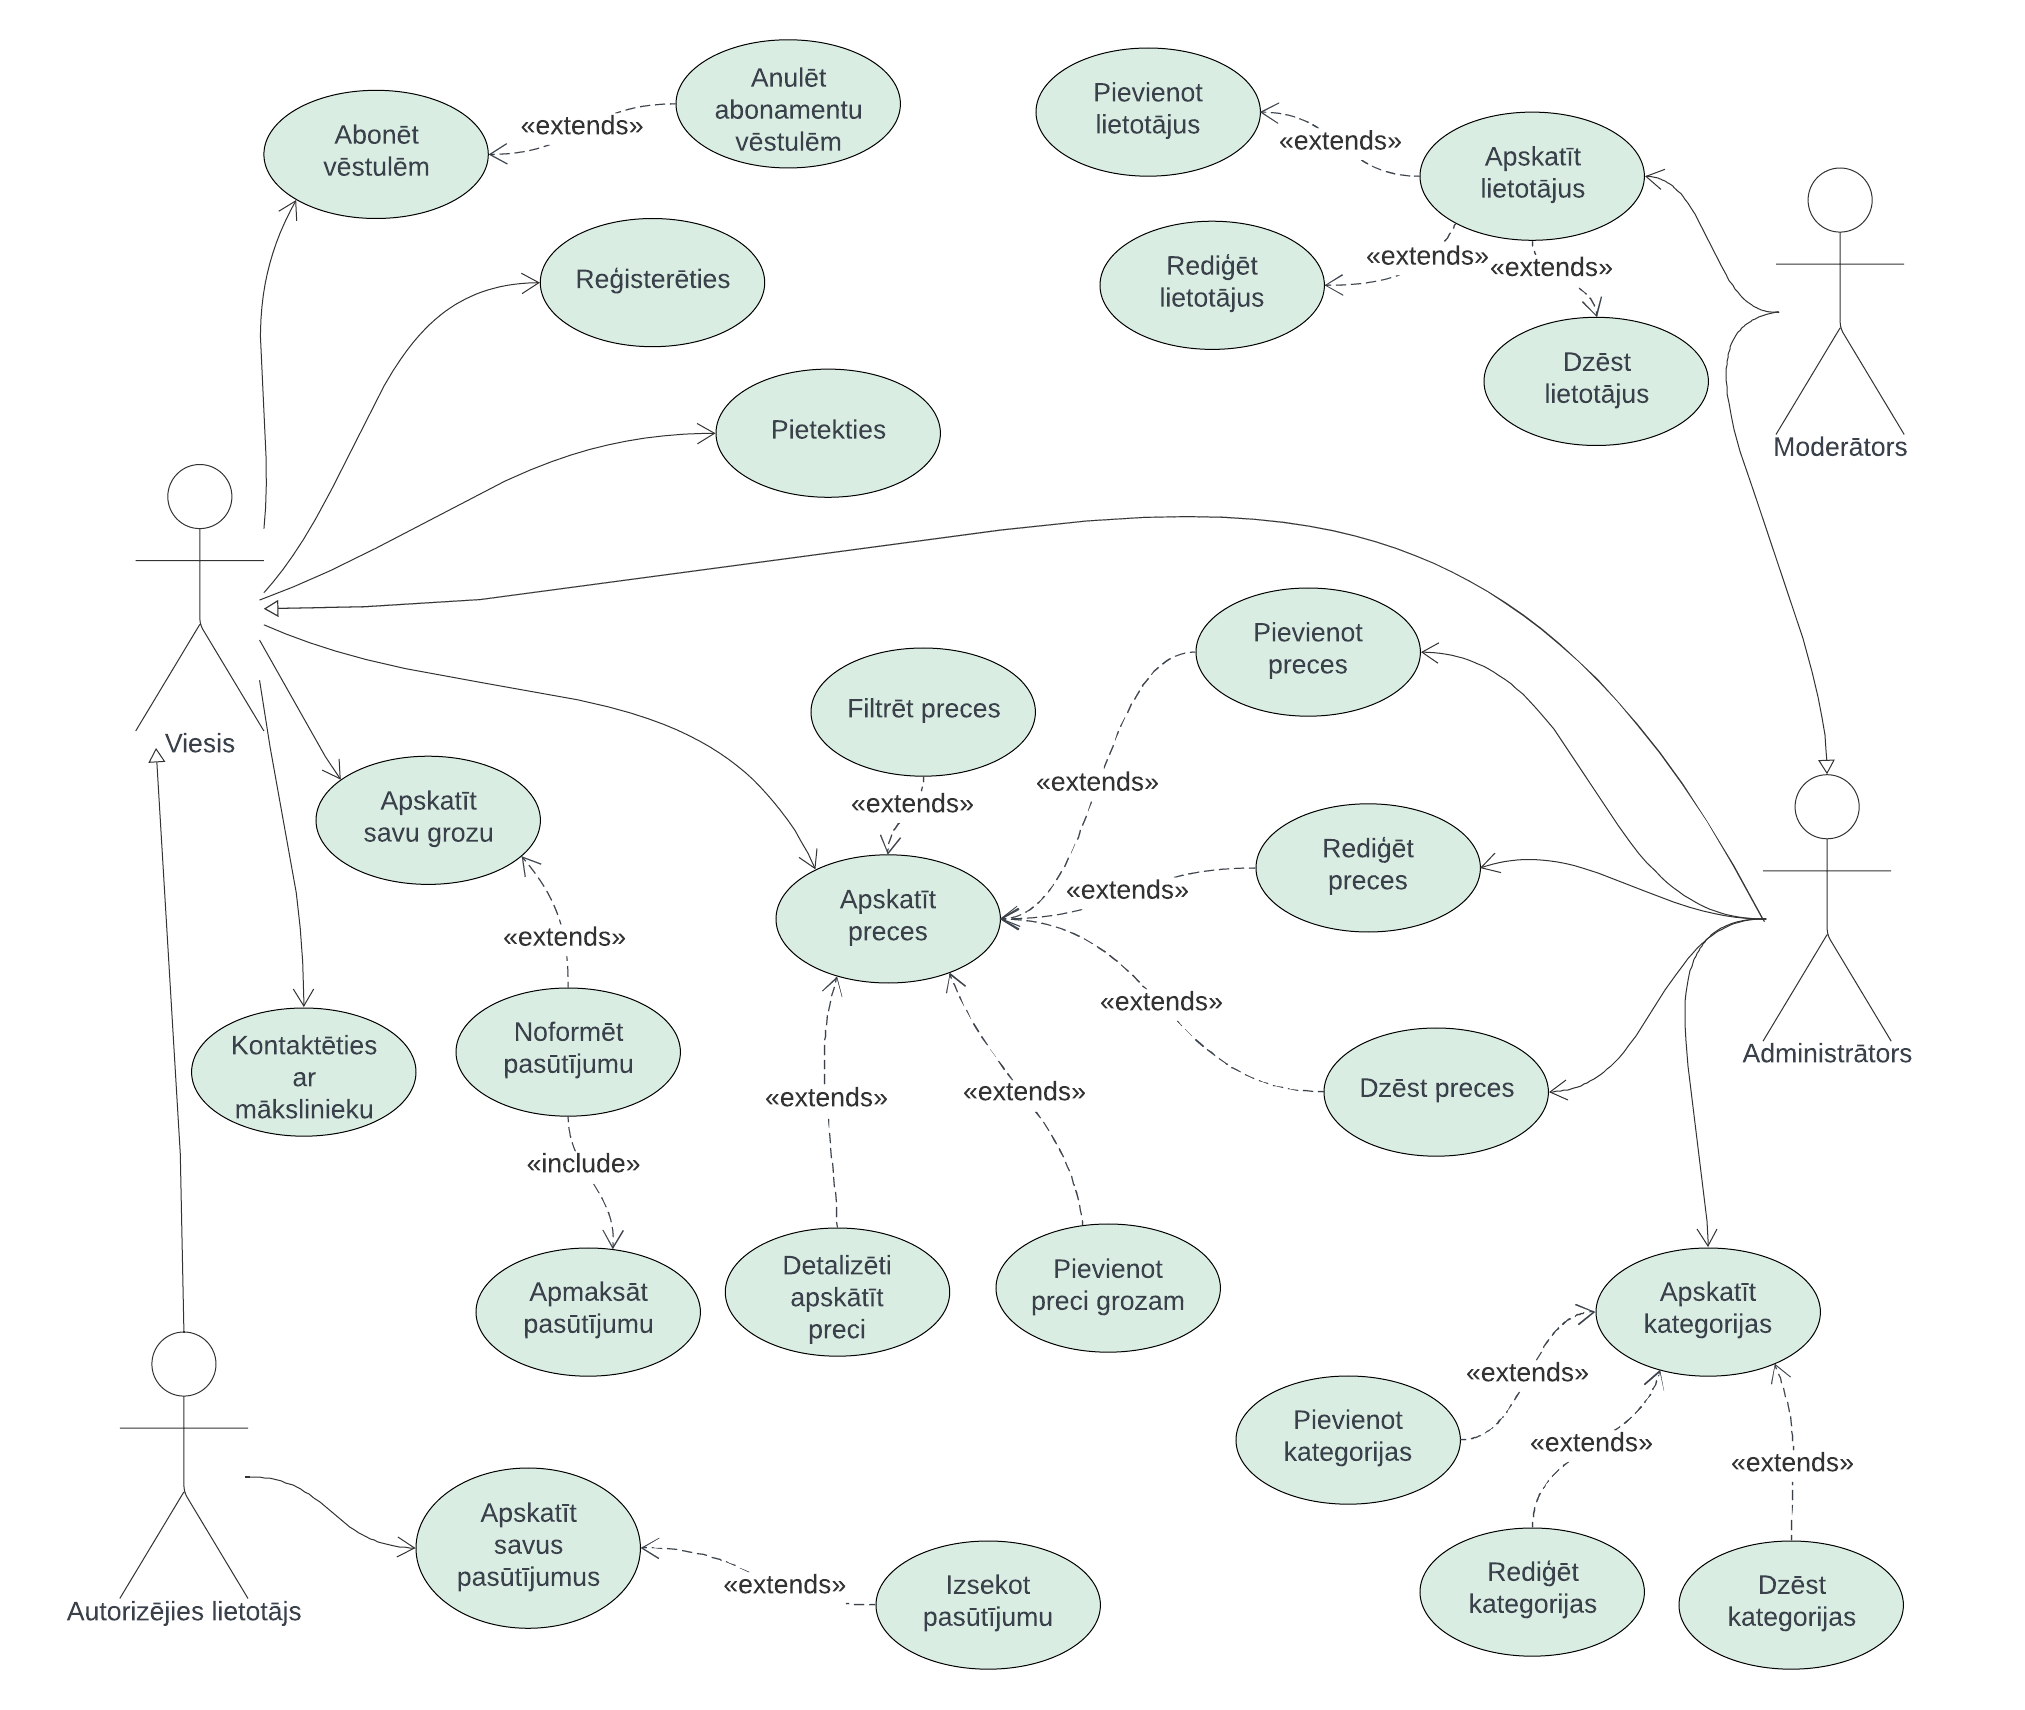 Anulēt
abonamentu
vēstulēm
«extends»
Abonēt
vēstulēm
Pievienot
lietotājus
«extends»
Apskatīt
lietotājus
Reģisterēties
Rediģēt
lietotājus
«extends»
«extends»
Dzēst
lietotājus
Pietekties
Moderātors
Viesis
Pievienot
preces
Filtrēt preces
«extends»
«extends»
Apskatīt
savu grozu
Rediģēt
preces
«extends»
Apskatīt
preces
«extends»
«extends»
Noformēt
pasūtījumu
Kontaktēties
ar
mākslinieku
Administrātors
Dzēst preces
«extends»
«extends»
«include»
Detalizēti
apskātīt
preci
Pievienot
preci grozam
Apmaksāt
pasūtījumu
Apskatīt
kategorijas
«extends»
Pievienot
kategorijas
«extends»
«extends»
Apskatīt
savus
pasūtījumus
«extends»
Izsekot
pasūtījumu
Rediģēt
kategorijas
Dzēst
kategorijas
Autorizējies lietotājs